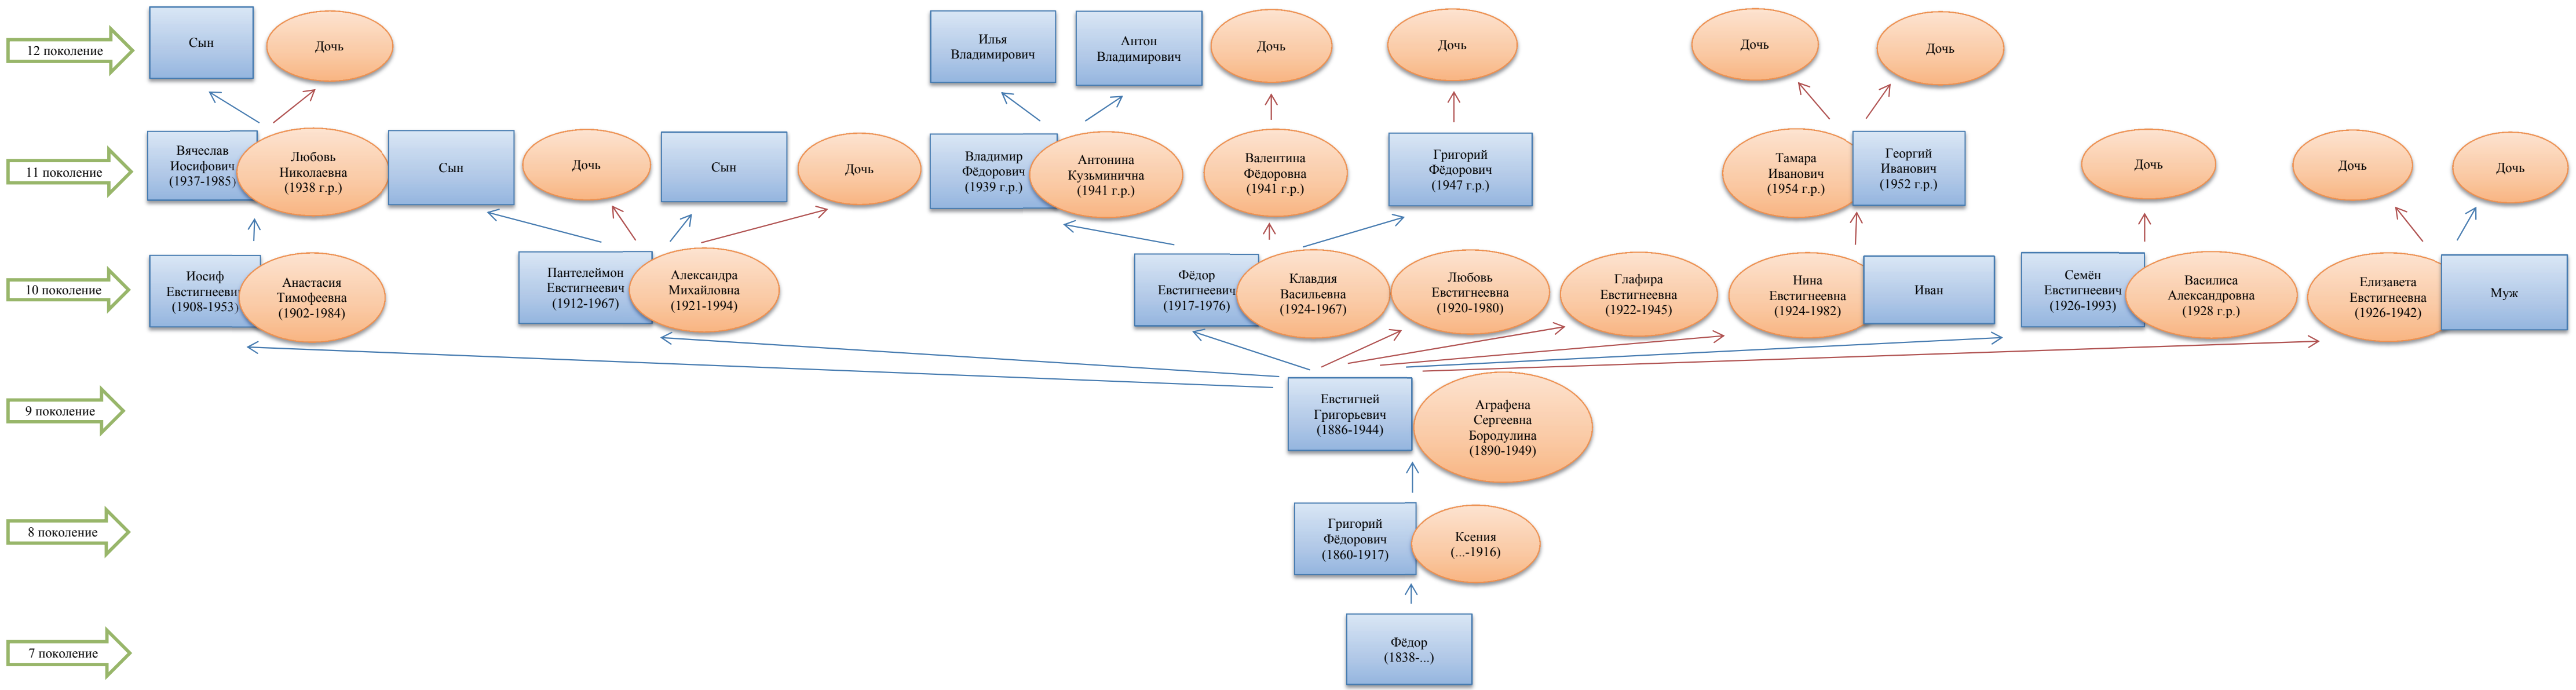 12 поколение
Сын
Дочь
Илья
Владимирович
Антон
Владимирович
Дочь
Дочь
Дочь
Дочь
11 поколение
Вячеслав
Иосифович
(1937-1985)
Любовь
Николаевна
(1938 г.р.)
Сын
Дочь
Сын
Дочь
Владимир
Фёдорович
(1939 г.р.)
Антонина
Кузьминична
(1941 г.р.)
Валентина
Фёдоровна
(1941 г.р.)
Григорий
Фёдорович
(1947 г.р.)
Тамара
Иванович
(1954 г.р.)
Георгий
Иванович
(1952 г.р.)
Дочь
Дочь
Дочь
10 поколение
Иосиф
Евстигнеевич
(1908-1953)
Анастасия
Тимофеевна
(1902-1984)
Пантелеймон
Евстигнеевич
(1912-1967)
Александра
Михайловна
(1921-1994)
Фёдор
Евстигнеевич
(1917-1976)
Клавдия
Васильевна
(1924-1967)
Любовь
Евстигнеевна
(1920-1980)
Глафира
Евстигнеевна
(1922-1945)
Нина
Евстигнеевна
(1924-1982)
Иван
Семён
Евстигнеевич
(1926-1993)
Василиса
Александровна
(1928 г.р.)
Елизавета
Евстигнеевна
(1926-1942)
Муж
9 поколение
Евстигней
Григорьевич
(1886-1944)
Аграфена
Сергеевна
Бородулина
(1890-1949)
8 поколение
Григорий
Фёдорович
(1860-1917)
Ксения
(...-1916)
7 поколение
Фёдор
(1838-...)